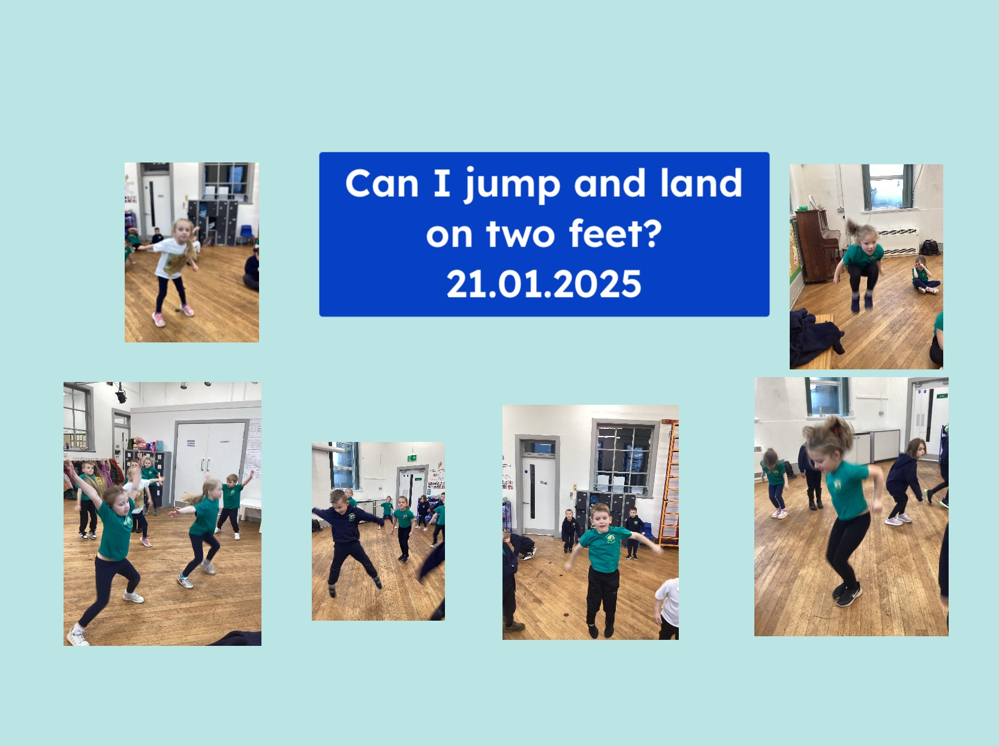 Can I jump and land
on two feet?
21.01.2025